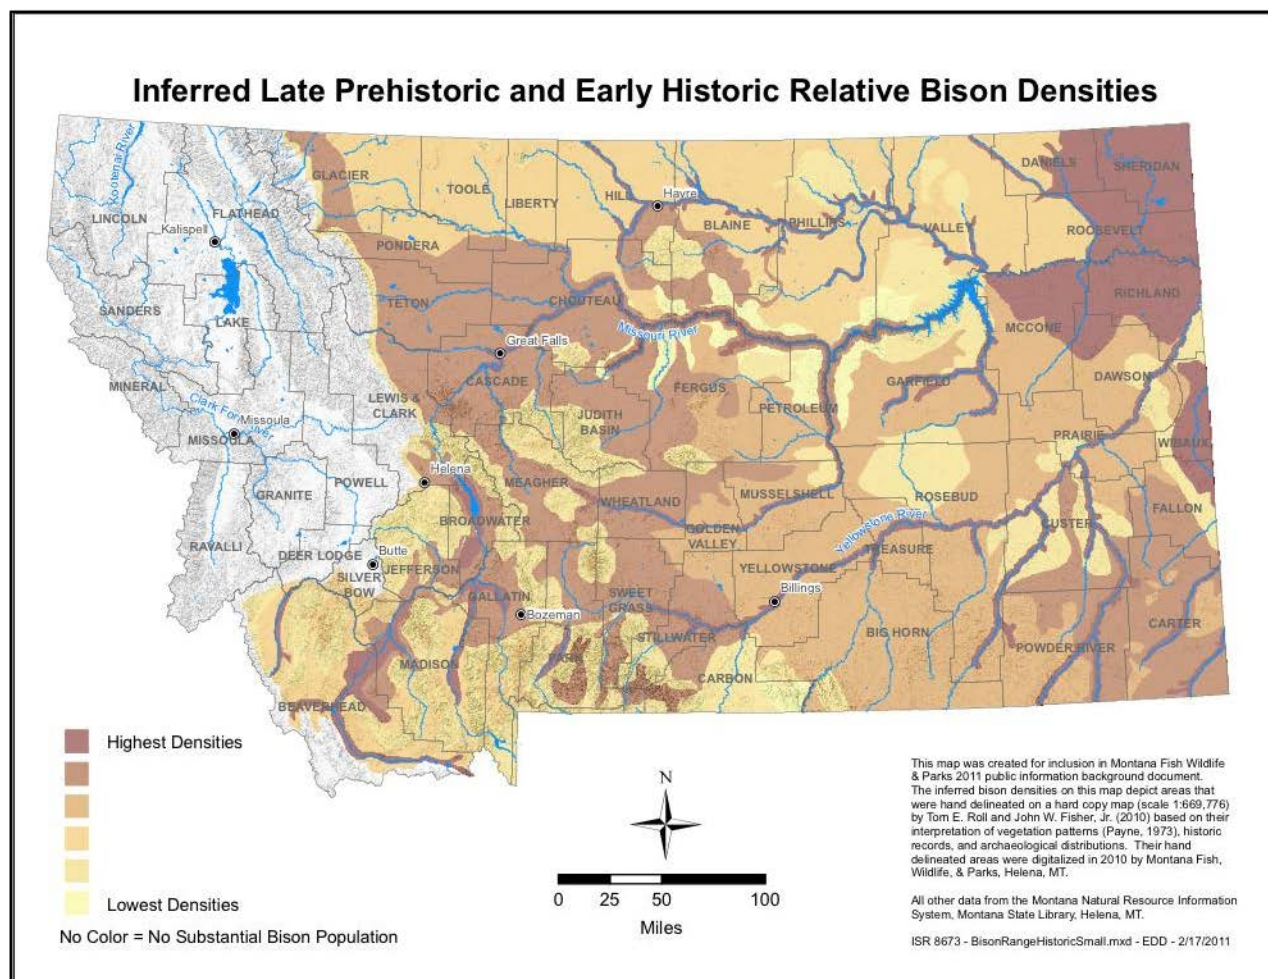 Inferred Late Prehistoric and Early Historic Relative Bison Densities
Kootenai River
LINCOLN
FLATHEAD
Kalispell
GLACIER
TOOLE
LIBERTY
HILL
Havre
BLAINE
PHILLIPS
VALLEY
DANIELS
SHERIDAN
ROOSEVELT
PONDERA
SANDERS
LAKE
TETON
CHOUTEAU
Missouri River
RICHLAND
MCCONE
Great Falls
MINERAL
CASCADE
FERGUS
GARFIELD
DAWSON
LEWIS &
CLARK
Clark Fork River
Missoula
MISSOULA
JUDITH
BASIN
PETROLEUM
PRAIRIE
WIBAUX
Helena
POWELL
GRANITE
MEAGHER
WHEATLAND
MUSSELSHELL
ROSEBUD
BROADWATER
GOLDEN
VALLEY
Yellowstone River
CUSTER
FALLON
RAVALLI
DEER LODGE
Butte
SILVER
BOW
JEFFERSON
TREASURE
YELLOWSTONE
GALLATIN
Bozeman
SWEET
GRASS
Billings
STILLWATER
BIG HORN
CARTER
POWDER RIVER
MADISON
PARK
CARBON
BEAVERHEAD
Highest Densities
Lowest Densities
No Color = No Substantial Bison Population
N
0 25 50 100
Miles
This map was created for inclusion in Montana Fish Wildlife
& Parks 2011 public information background document.
The inferred bison densities on this map depict areas that
were hand delineated on a hard copy map (scale 1:669,776)
by Tom E. Roll and John W. Fisher, Jr. (2010) based on their
interpretation of vegetation patterns (Payne, 1973), historic
records, and archaeological distributions. Their hand
delineated areas were digitalized in 2010 by Montana Fish,
Wildlife, & Parks, Helena, MT.
All other data from the Montana Natural Resource Information
System, Montana State Library, Helena, MT.
ISR 8673 - BisonRangeHistoricSmall.mxd - EDD - 2/17/2011